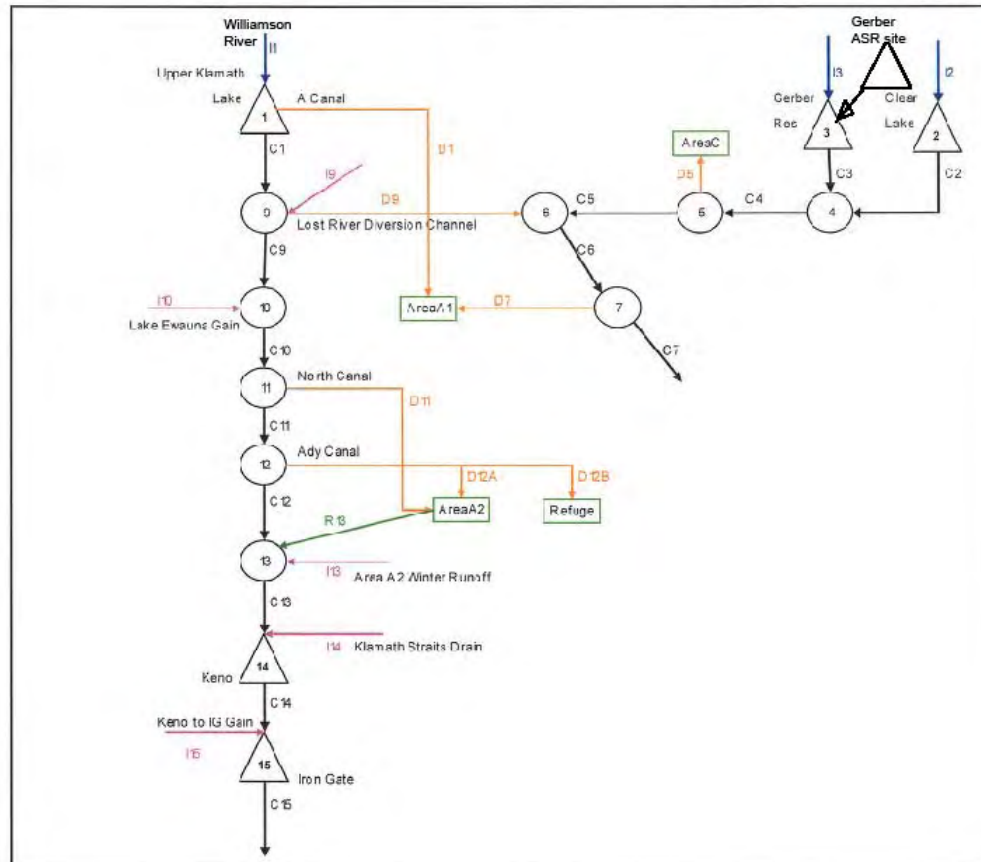 Williamson
River
I1
Upper Klamath
Lake
1
A Canal
D1
C1
I9
9
D9
Lost River Diversion Channel
C9
I10
10
Lake Ewauna Gain
C10
11
North Canal
D11
C11
12
Ady Canal
D12A
D12B
C12
AreaA2
Refuge
R13
13
I13
Area A2 Winter Runoff
C13
I14
Klamath Straits Drain
14
Keno
C14
Keno to IG Gain
I15
15
Iron Gate
C15
Gerber
ASR site
I3
I2
Gerber
Res
3
Clear
Lake
2
C3
C2
4
C4
5
D5
AreaC
C5
6
C6
7
D7
AreaA1
C7